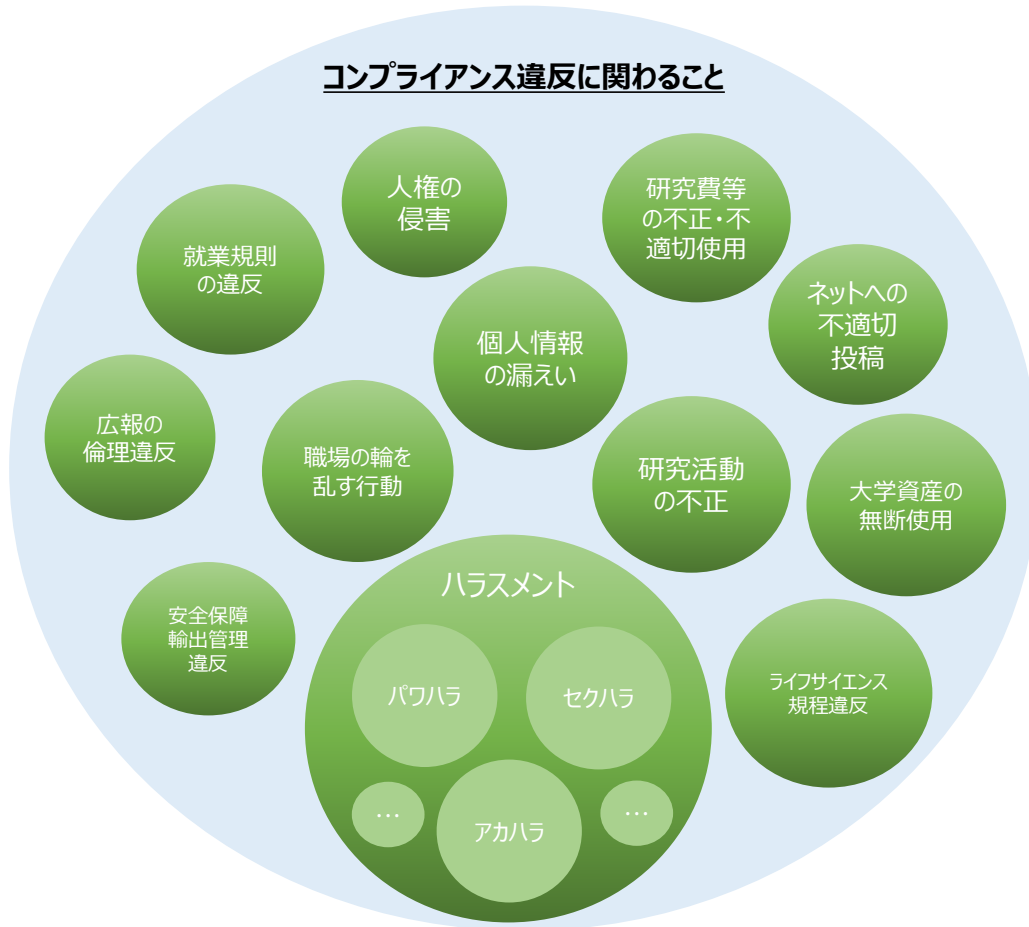 コンプライアンス違反に関わること
人権の
侵害
研究費等
の不正・不
適切使用
就業規則
の違反
ネットへの
不適切
投稿
個人情報
の漏えい
広報の
倫理違反
職場の輪を
乱す行動
研究活動
の不正
大学資産の
無断使用
ハラスメント
安全保障
輸出管理
違反
パワハラ
セクハラ
ライフサイエンス
規程違反
…
アカハラ
…